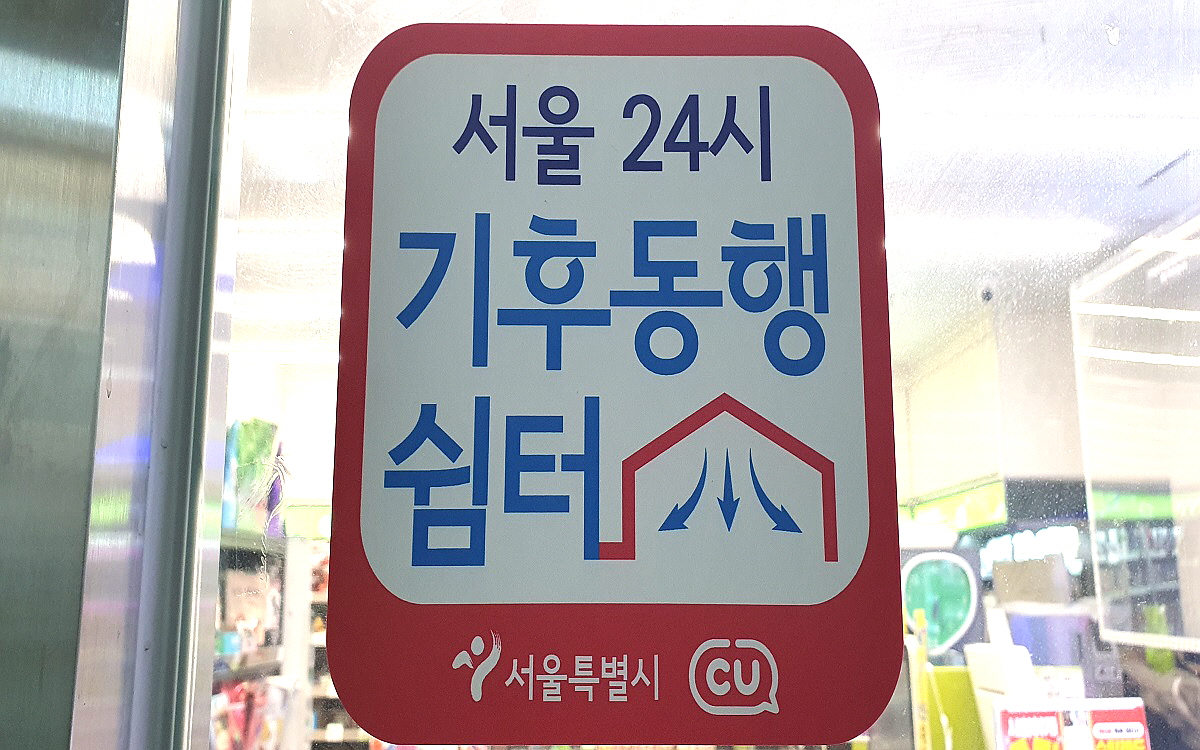 서울 24시
기후동행
쉼터
서울특별시 CU